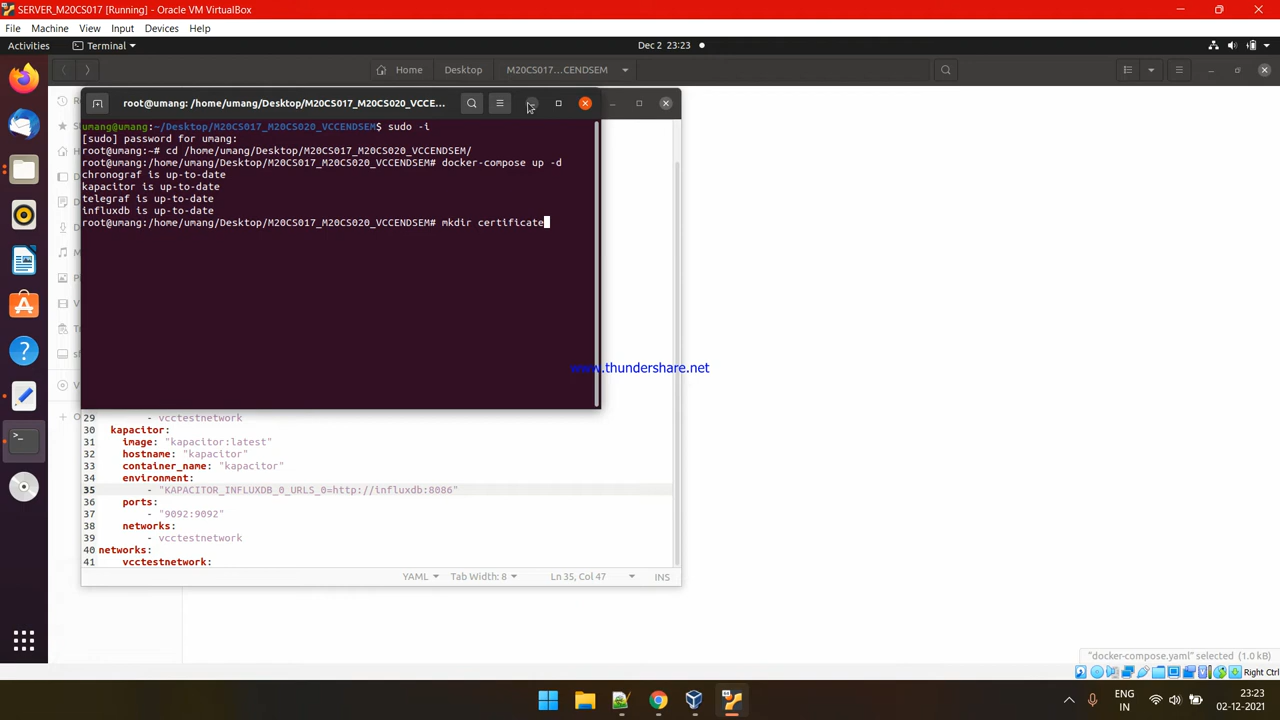 SERVER_M20CS017 [Running] - Oracle VM VirtualBox
File Machine View Input Devices Help
Activities Terminal Dec 2 23:23
Home Desktop M20CS017...CENDSEM
root@umang: /home/umang/Desktop/M20CS017_M20CS020_VCCE...
umang@umang:~/Desktop/M20CS017_M20CS020_VCCENDSEM$ sudo -i
[sudo] password for umang:
root@umang:~# cd /home/umang/Desktop/M20CS017_M20CS020_VCCENDSEM/
root@umang:/home/umang/Desktop/M20CS017_M20CS020_VCCENDSEM# docker-compose up -d
chronograf is up-to-date
kapacitor is up-to-date
telegraf is up-to-date
influxdb is up-to-date
root@umang:/home/umang/Desktop/M20CS017_M20CS020_VCCENDSEM# mkdir certificate
www.thundershare.net
29 - vcctestnetwork
30 kapacitor:
31 image: "kapacitor:latest"
32 hostname: "kapacitor"
33 container_name: "kapacitor"
34 environment:
35 - "KAPACITOR_INFLUXDB_0_URLS_0=http://influxdb:8086"
36 ports:
37 - "9092:9092"
38 networks:
39 - vcctestnetwork
40 networks:
41 vcctestnetwork:
YAML Tab Width: 8 Ln 35, Col 47 INS
"docker-compose.yaml" selected (1.0 kB)
Right Ctrl
ENG
IN
23:23
02-12-2021